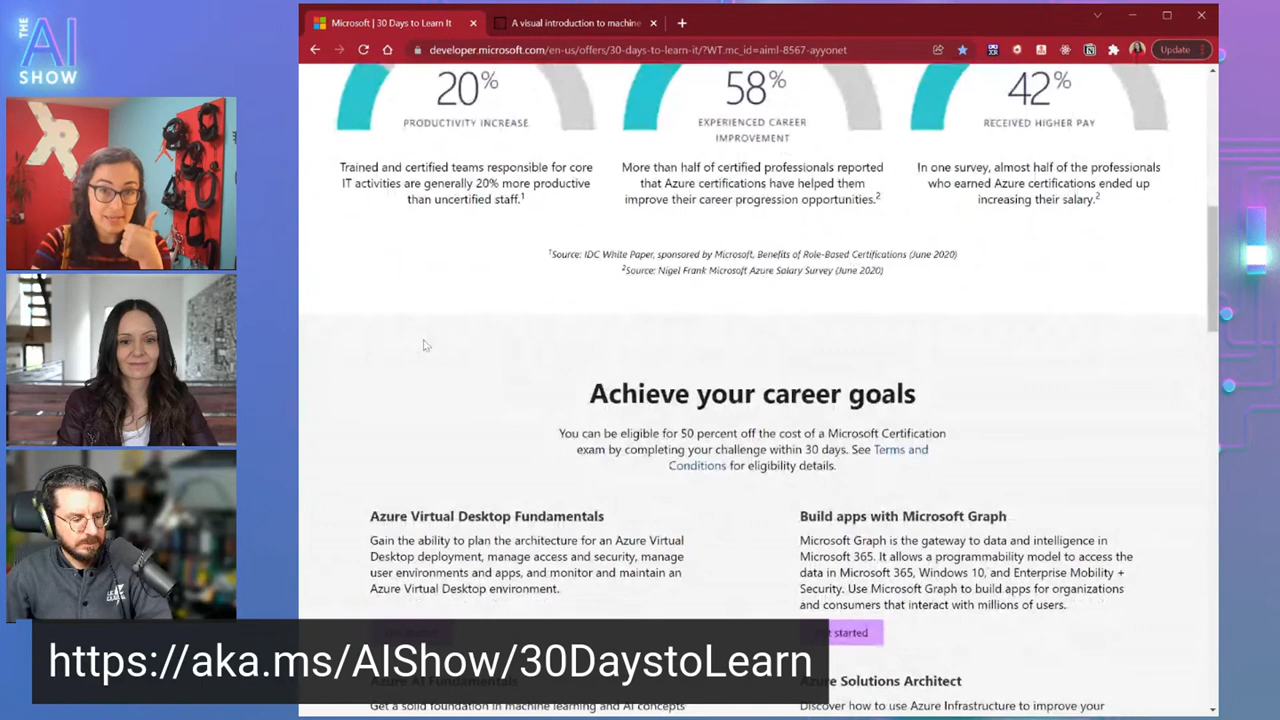 THE
AI
SHOW
Microsoft | 30 Days to Learn It
A visual introduction to machine
developer.microsoft.com/en-us/offers/30-days-to-learn-it/?WT.mc_id=aiml-8567-ayyonet
Update
20%
PRODUCTIVITY INCREASE
Trained and certified teams responsible for core
IT activities are generally 20% more productive
than uncertified staff.1
58%
EXPERIENCED CAREER
IMPROVEMENT
More than half of certified professionals reported
that Azure certifications have helped them
improve their career progression opportunities.2
42%
RECEIVED HIGHER PAY
In one survey, almost half of the professionals
who earned Azure certifications ended up
increasing their salary.2
1Source: IDC White Paper, sponsored by Microsoft, Benefits of Role-Based Certifications (June 2020)
2Source: Nigel Frank Microsoft Azure Salary Survey (June 2020)
Achieve your career goals
You can be eligible for 50 percent off the cost of a Microsoft Certification
exam by completing your challenge within 30 days. See Terms and
Conditions for eligibility details.
Azure Virtual Desktop Fundamentals
Gain the ability to plan the architecture for an Azure Virtual
Desktop deployment, manage access and security, manage
user environments and apps, and monitor and maintain an
Azure Virtual Desktop environment.
Build apps with Microsoft Graph
Microsoft Graph is the gateway to data and intelligence in
Microsoft 365. It allows a programmability model to access the
data in Microsoft 365, Windows 10, and Enterprise Mobility +
Security. Use Microsoft Graph to build apps for organizations
and consumers that interact with millions of users.
started
https://aka.ms/AIShow/30DaystoLearn
Azure AI Fundamentals
Get a solid foundation in machine learning and AI concepts
Azure Solutions Architect
Discover how to use Azure Infrastructure to improve your